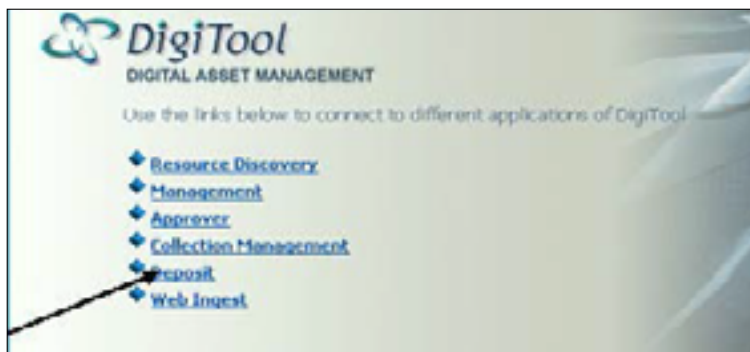 DigiTool
DIGITAL ASSET MANAGEMENT
Use the links below to connect to different applications of DigiTool
Resource Discovery
Management
Approver
Collection Management
Deposit
Web Ingest